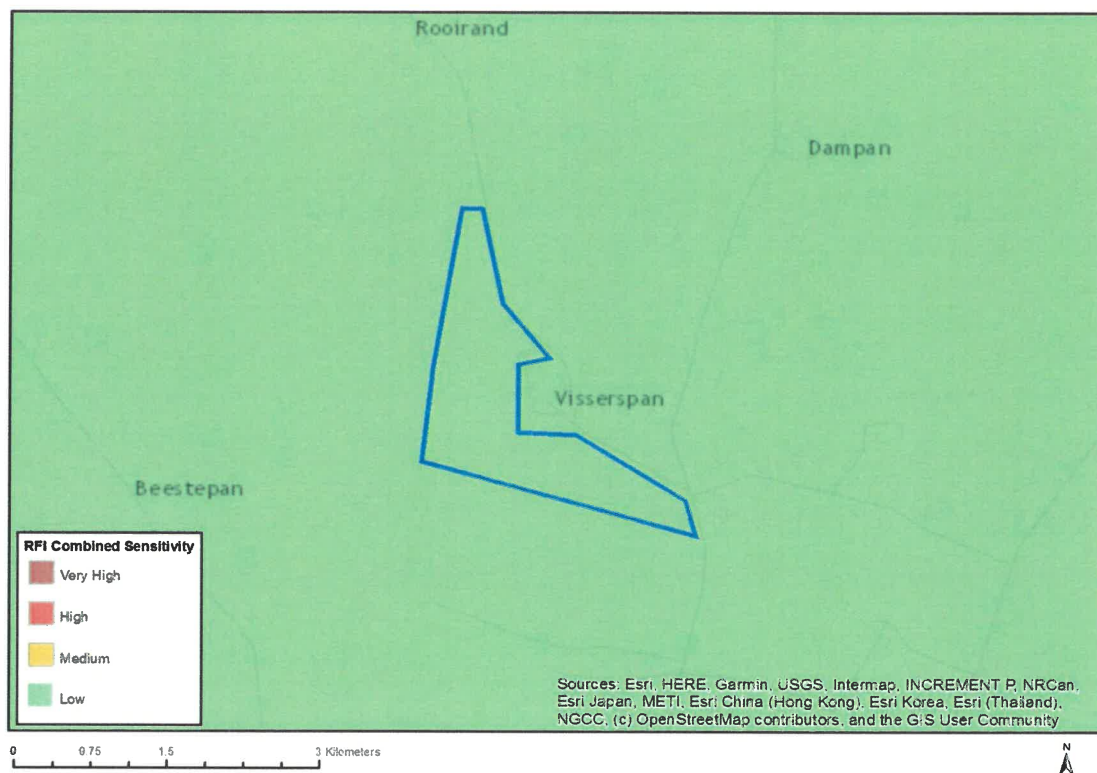 Rooirand
Dampan
Visserspan
Beestepan
RFI Combined Sensitivity
Very High
High
Medium
Low
Sources: Esri, HERE, Garmin, USGS, Intermap, INCREMENT P, NRCan,
Esri Japan, METI, Esri China (Hong Kong), Esri Korea, Esri (Thailand),
NGCC, (c) OpenStreetMap contributors, and the GIS User Community
0 0.75 1.5 3 Kilometers
N